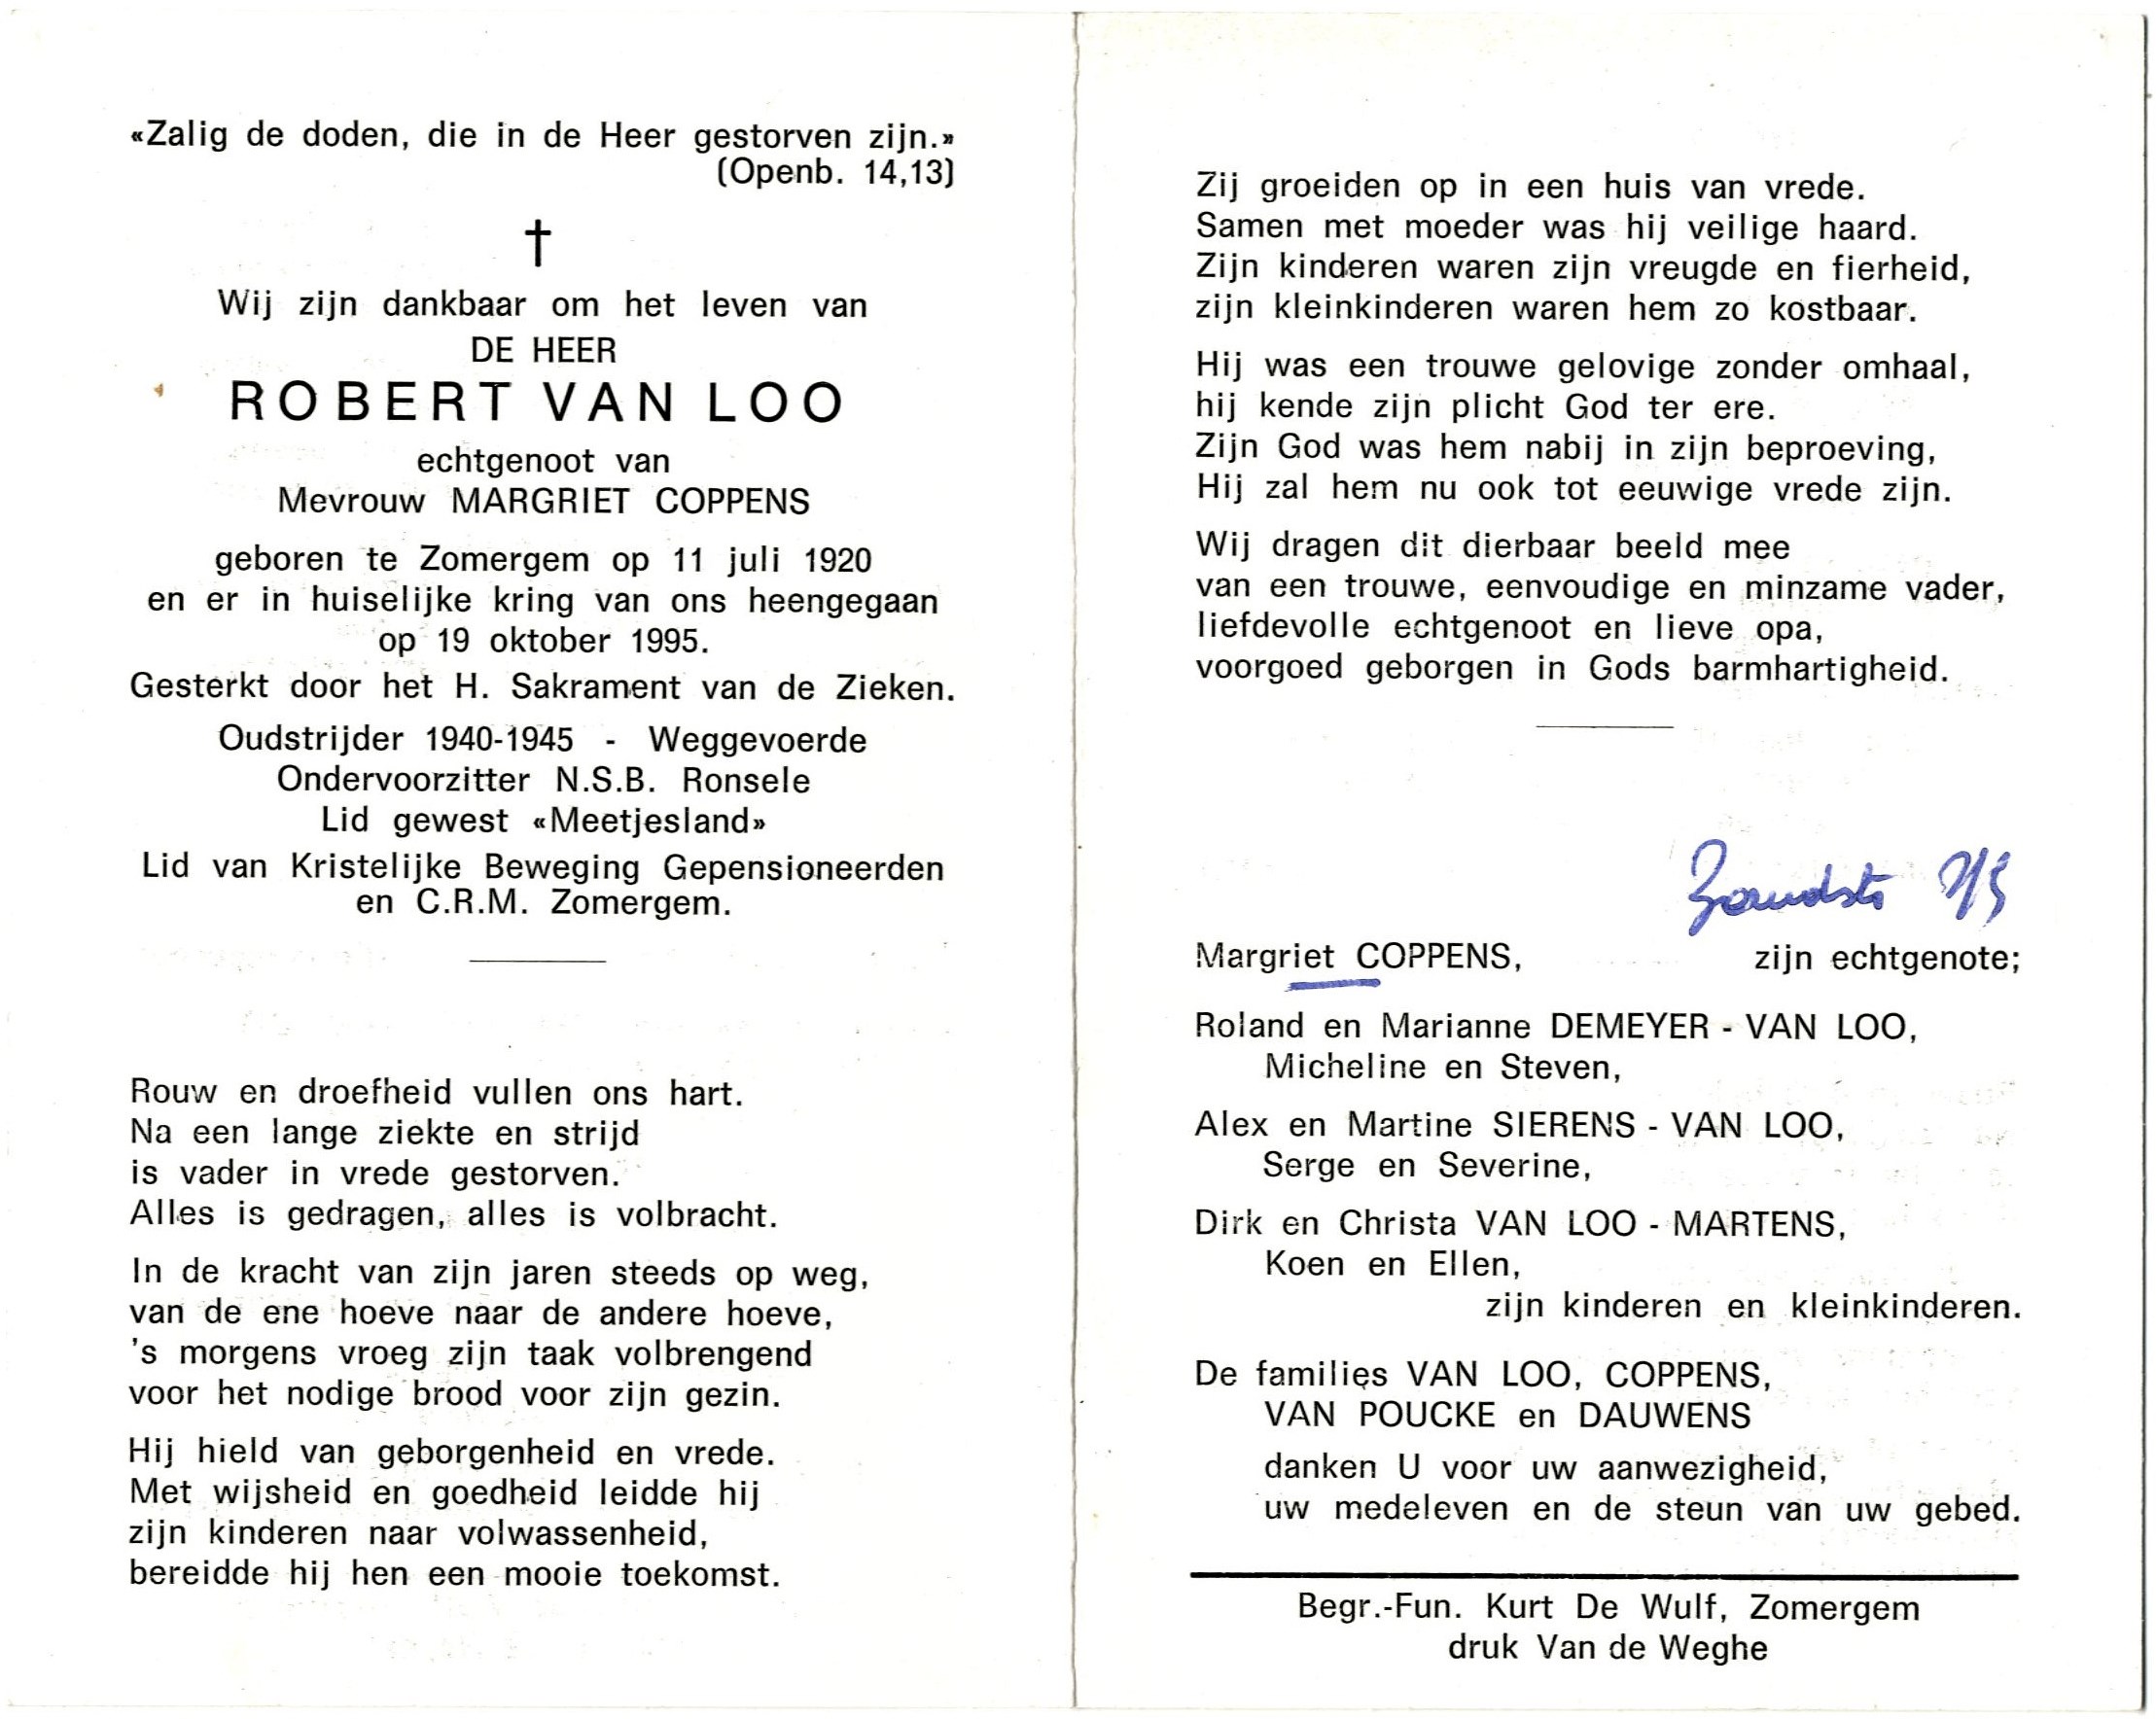 «Zalig de doden, die in de Heer gestorven zijn.»
(Openb. 14,13)
Wij zijn dankbaar om het leven van
DE HEER
ROBERT VAN LOO
echtgenoot van
Mevrouw MARGRIET COPPENS
geboren te Zomergem op 11 juli 1920
en er in huiselijke kring van ons heengegaan
op 19 oktober 1995.
Gesterkt door het H. Sakrament van de Zieken.
Oudstrijder 1940-1945 - Weggevoerde
Ondervoorzitter N.S.B. Ronsele
Lid gewest «Meetjesland»
Lid van Kristelijke Beweging Gepensioneerden
en C.R.M. Zomergem.
Rouw en droefheid vullen ons hart.
Na een lange ziekte en strijd
is vader in vrede gestorven.
Alles is gedragen, alles is volbracht.
In de kracht van zijn jaren steeds op weg,
van de ene hoeve naar de andere hoeve,
's morgens vroeg zijn taak volbrengend
voor het nodige brood voor zijn gezin.
Hij hield van geborgenheid en vrede.
Met wijsheid en goedheid leidde hij
zijn kinderen naar volwassenheid,
bereidde hij hen een mooie toekomst.
Zij groeiden op in een huis van vrede.
Samen met moeder was hij veilige haard.
Zijn kinderen waren zijn vreugde en fierheid,
zijn kleinkinderen waren hem zo kostbaar.
Hij was een trouwe gelovige zonder omhaal,
hij kende zijn plicht God ter ere.
Zijn God was hem nabij in zijn beproeving,
Hij zal hem nu ook tot eeuwige vrede zijn.
Wij dragen dit dierbaar beeld mee
van een trouwe, eenvoudige en minzame vader,
liefdevolle echtgenoot en lieve opa,
voorgoed geborgen in Gods barmhartigheid.
Margriet COPPENS, zijn echtgenote;
Roland en Marianne DEMEYER - VAN LOO,
Micheline en Steven,
Alex en Martine SIERENS - VAN LOO,
Serge en Severine,
Dirk en Christa VAN LOO - MARTENS,
Koen en Ellen,
zijn kinderen en kleinkinderen.
De families VAN LOO, COPPENS,
VAN POUCKE en DAUWENS
danken U voor uw aanwezigheid,
uw medeleven en de steun van uw gebed.
Begr.-Fun. Kurt De Wulf, Zomergem
druk Van de Weghe